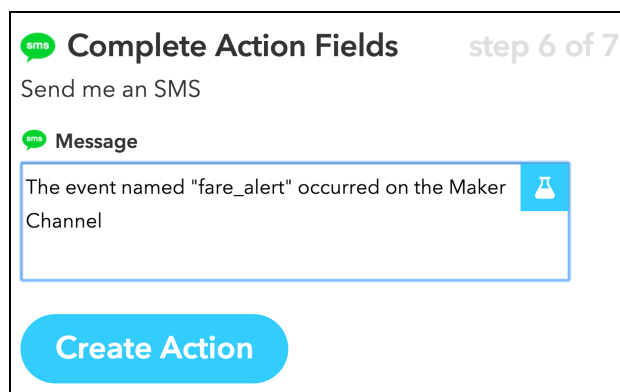 sms Complete Action Fields step 6 of 7
Send me an SMS
sms Message
The event named "fare_alert" occurred on the Maker
Channel
Create Action